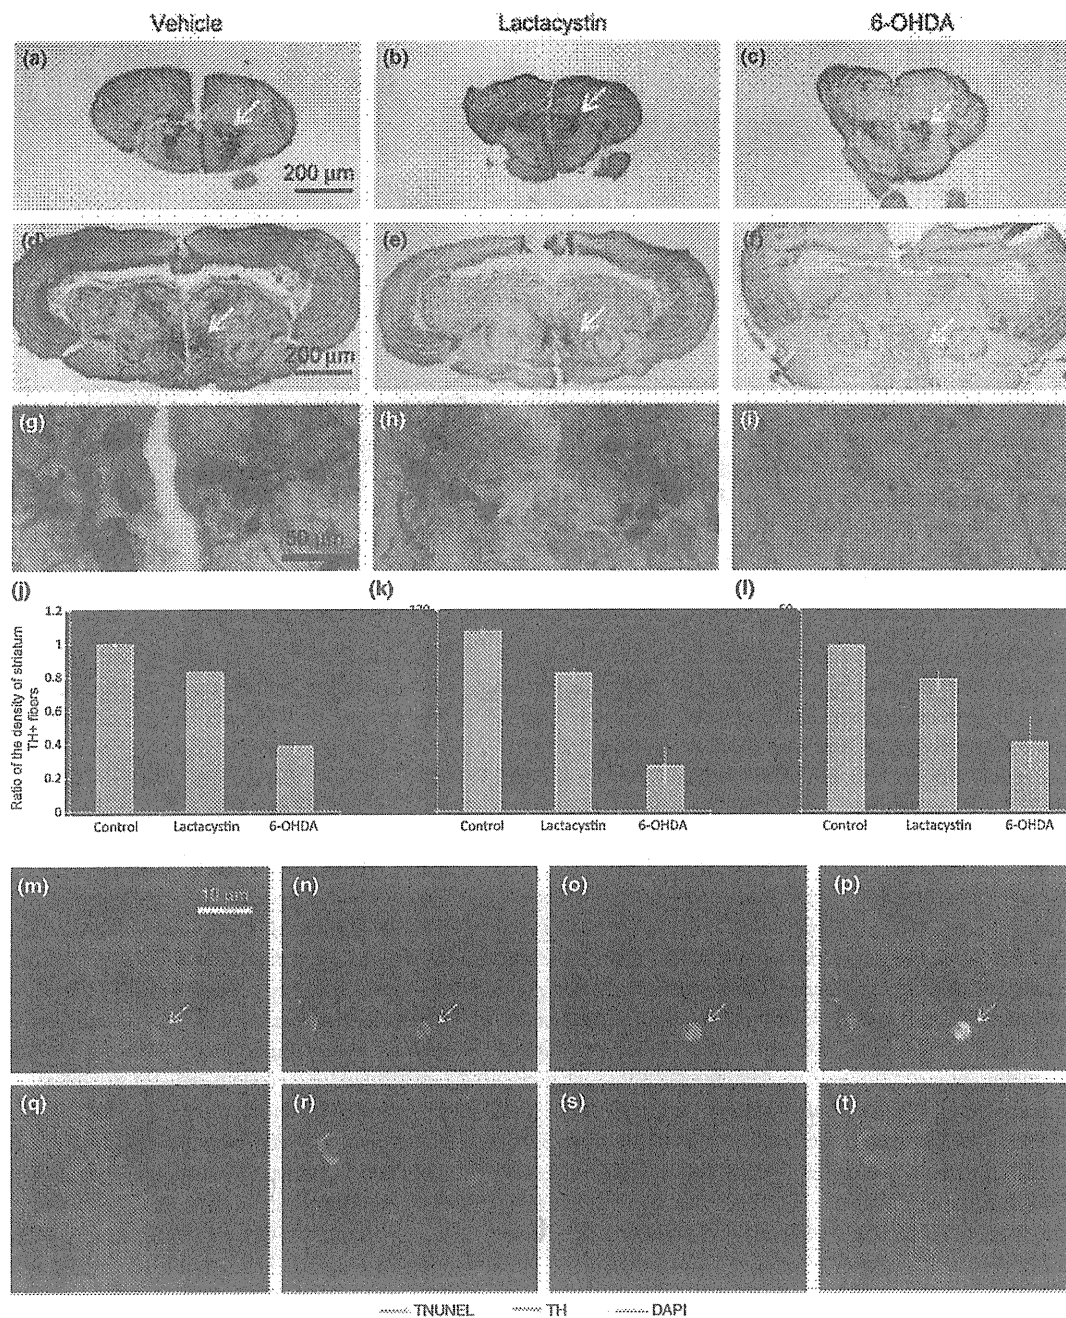 Vehicle Lactacystin 6-OHDA
(a) (b) (c)
200 µm
(d) (e) (f)
200 µm
(g) (h) (i)
50 µm
(j) (k) (l)
Ratio of the density of striatum
TH+ fibers
1.2
1
0.8
0.6
0.4
0.2
0
Control Lactacystin 6-OHDA
Control Lactacystin 6-OHDA
Control Lactacystin 6-OHDA
(m) (n) (o) (p)
10 µm
(q) (r) (s) (t)
TNUNEL TH DAPI